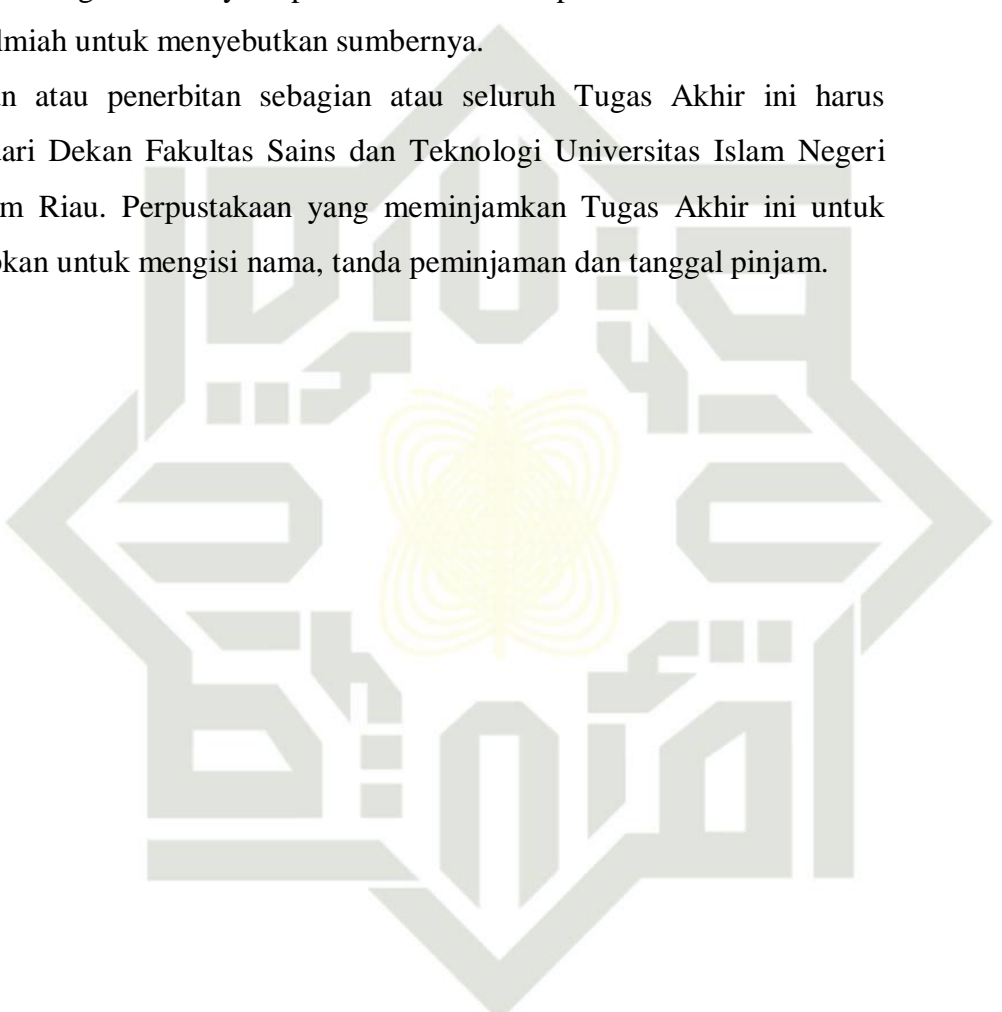 lmiah untuk menyebutkan sumbernya.
n atau penerbitan sebagian atau seluruh Tugas Akhir ini harus
dari Dekan Fakultas Sains dan Teknologi Universitas Islam Negeri
m Riau. Perpustakaan yang meminjamkan Tugas Akhir ini untuk
kan untuk mengisi nama, tanda peminjaman dan tanggal pinjam.